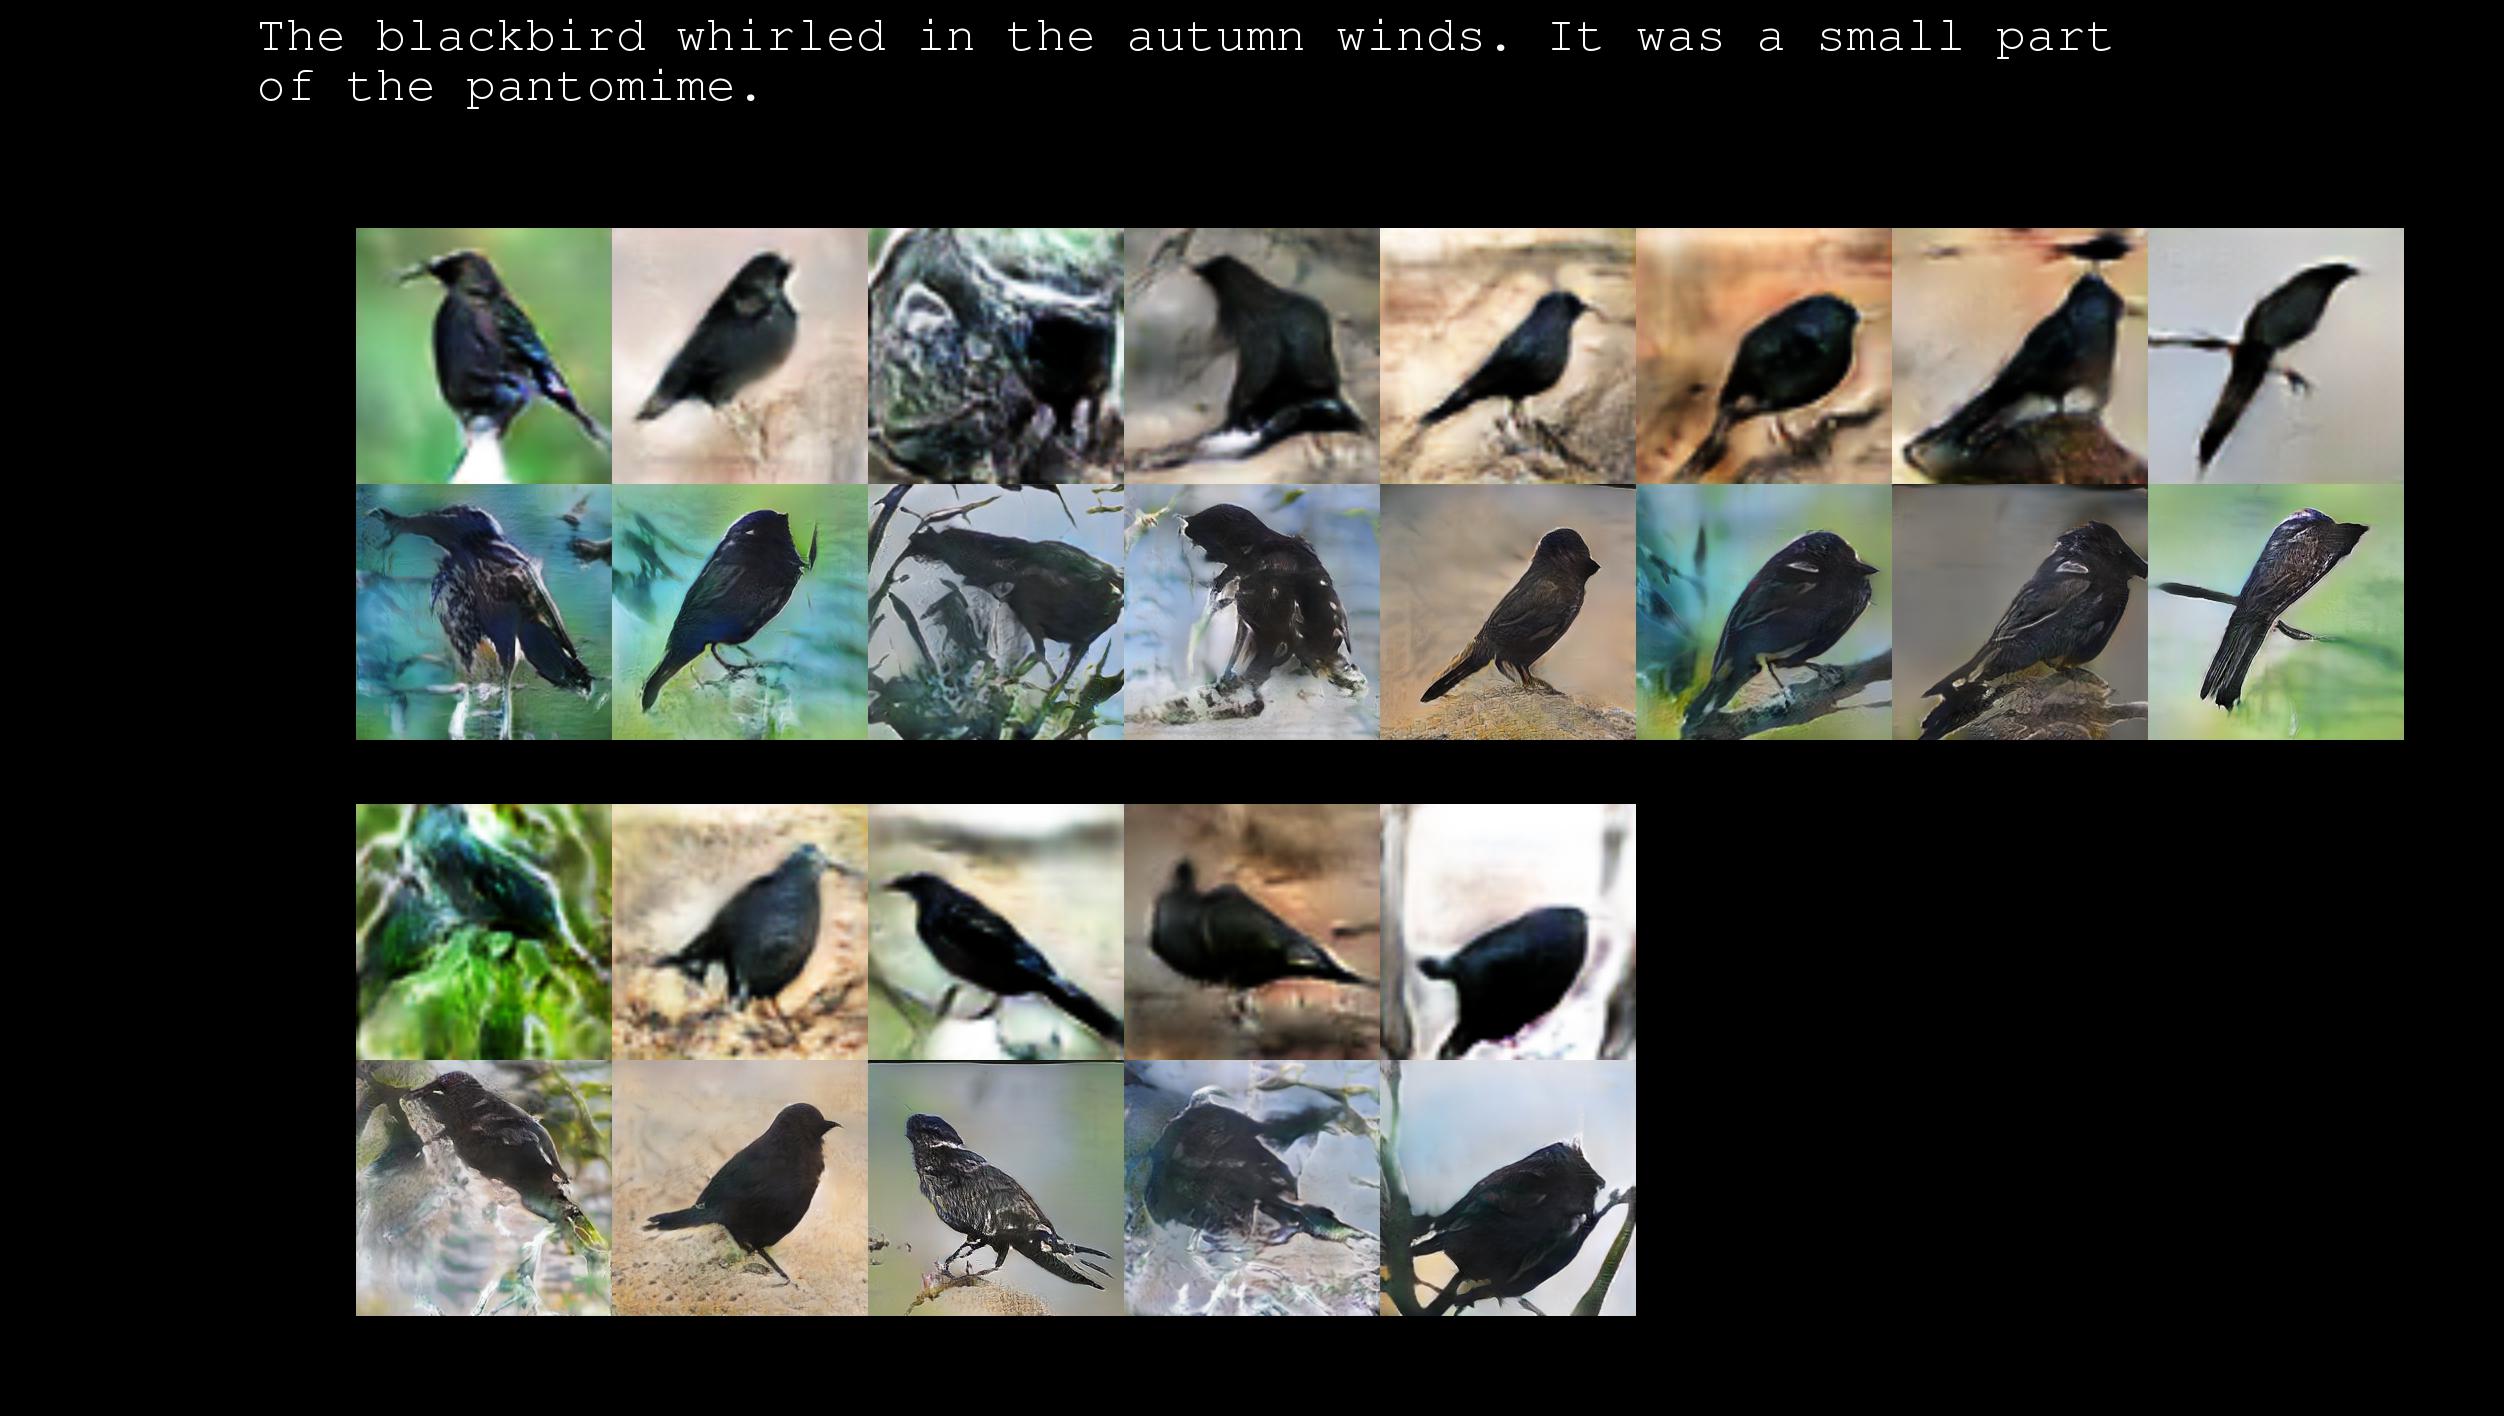 The blackbird whirled in the autumn winds. It was a small part
of the pantomime.